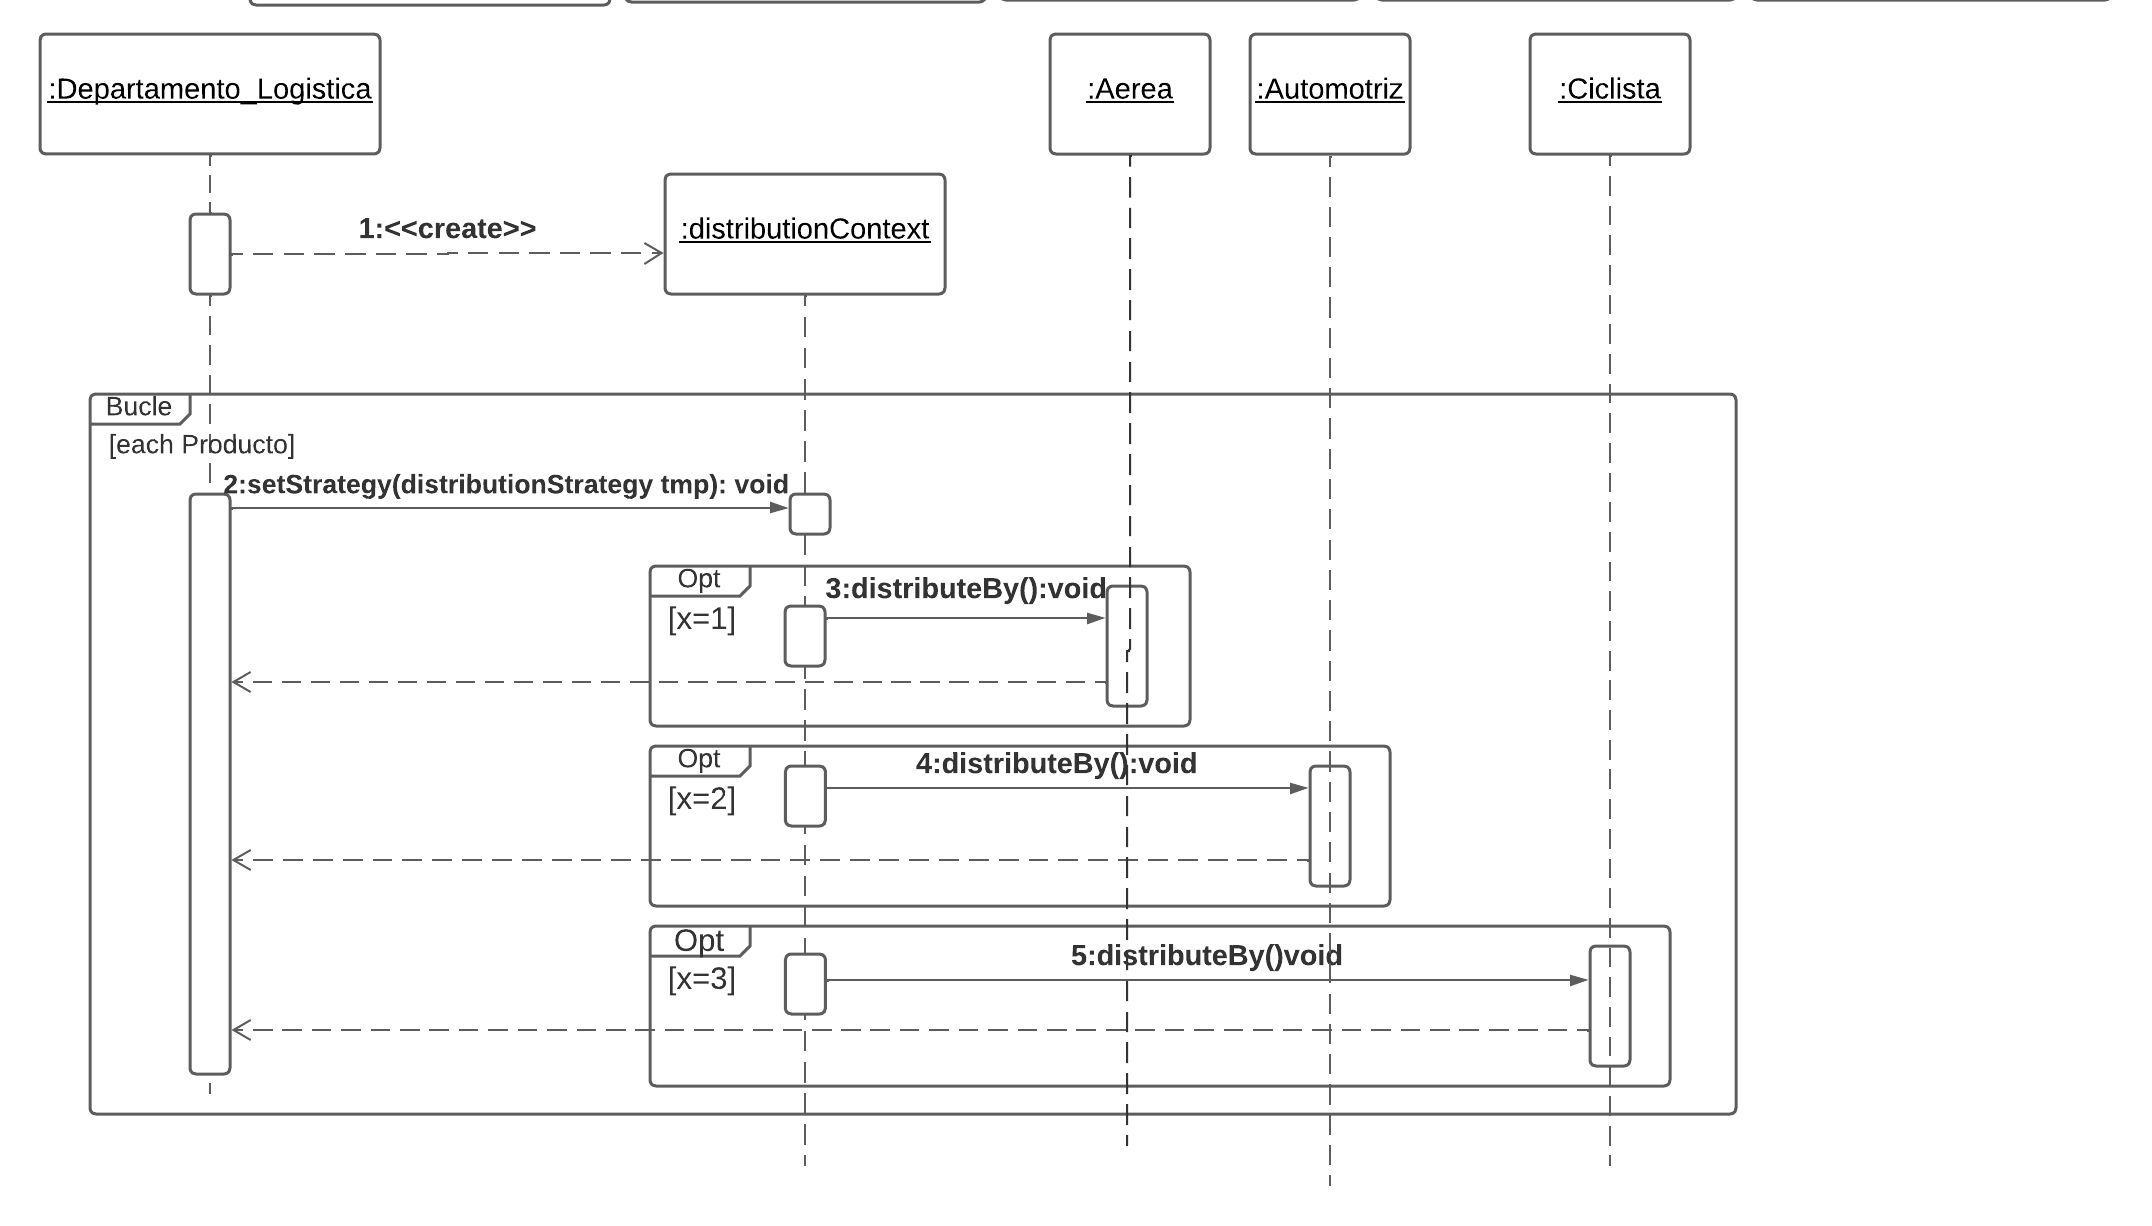 :Departamento_Logistica
:Aerea
:Automotriz
:Ciclista
1:<<create>>
:distributionContext
Bucle
[each Producto]
2:setStrategy(distributionStrategy tmp): void
Opt
3:distributeBy():void
[x=1]
Opt
4:distributeBy():void
[x=2]
Opt
5:distributeBy()void
[x=3]